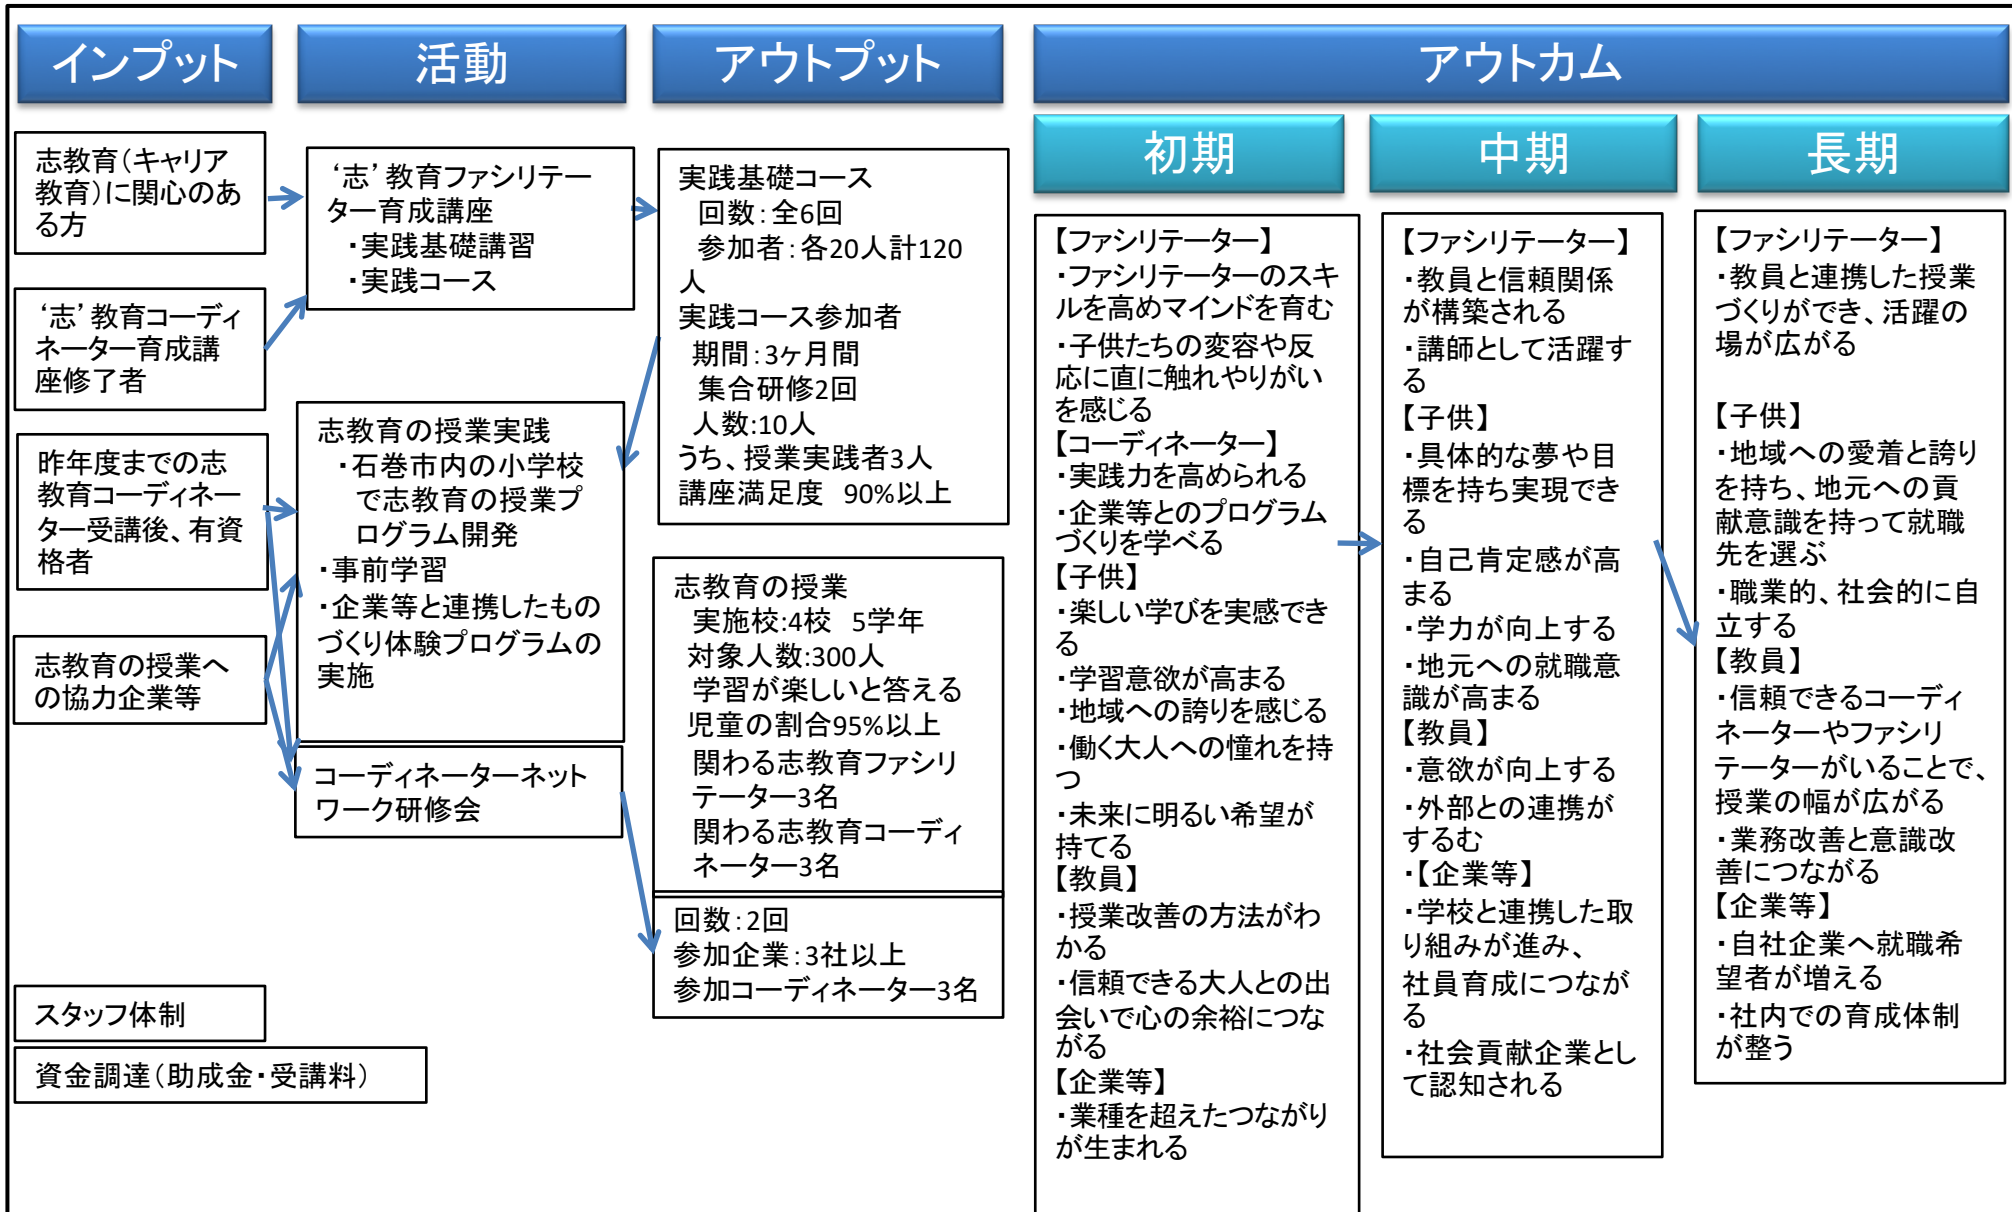 インプット
活動
アウトプット
アウトカム
初期
中期
長期
志教育（キャリア
教育）に関心のあ
る方
‘志’教育コーディ
ネーター育成講
座修了者
昨年度までの志
教育コーディネー
ター受講後、有資
格者
志教育の授業へ
の協力企業等
スタッフ体制
資金調達（助成金・受講料）
‘志’教育ファシリテー
ター育成講座
・実践基礎講習
・実践コース
志教育の授業実践
・石巻市内の小学校
で志教育の授業プ
ログラム開発
・事前学習
・企業等と連携したもの
づくり体験プログラムの
実施
コーディネーターネット
ワーク研修会
実践基礎コース
回数：全6回
参加者：各20人計120
人
実践コース参加者
期間：3ヶ月間
集合研修2回
人数:10人
うち、授業実践者3人
講座満足度 90%以上
志教育の授業
実施校:4校 5学年
対象人数:300人
学習が楽しいと答える
児童の割合95%以上
関わる志教育ファシリ
テーター3名
関わる志教育コーディ
ネーター3名
回数：2回
参加企業：3社以上
参加コーディネーター3名
【ファシリテーター】
・ファシリテーターのスキ
ルを高めマインドを育む
・子供たちの変容や反
応に直に触れやりがい
を感じる
【コーディネーター】
・実践力を高められる
・企業等とのプログラム
づくりを学べる
【子供】
・楽しい学びを実感でき
る
・学習意欲が高まる
・地域への誇りを感じる
・働く大人への憧れを持
つ
・未来に明るい希望が
持てる
【教員】
・授業改善の方法がわ
かる
・信頼できる大人との出
会いで心の余裕につな
がる
【企業等】
・業種を超えたつながり
が生まれる
【ファシリテーター】
・教員と信頼関係
が構築される
・講師として活躍す
る
【子供】
・具体的な夢や目
標を持ち実現でき
る
・自己肯定感が高
まる
・学力が向上する
・地元への就職意
識が高まる
【教員】
・意欲が向上する
・外部との連携が
するむ
・【企業等】
・学校と連携した取
り組みが進み、
社員育成につなが
る
・社会貢献企業とし
て認知される
【ファシリテーター】
・教員と連携した授業
づくりができ、活躍の
場が広がる
【子供】
・地域への愛着と誇り
を持ち、地元への貢
献意識を持って就職
先を選ぶ
・職業的、社会的に自
立する
【教員】
・信頼できるコーディ
ネーターやファシリ
テーターがいることで、
授業の幅が広がる
・業務改善と意識改
善につながる
【企業等】
・自社企業へ就職希
望者が増える
・社内での育成体制
が整う